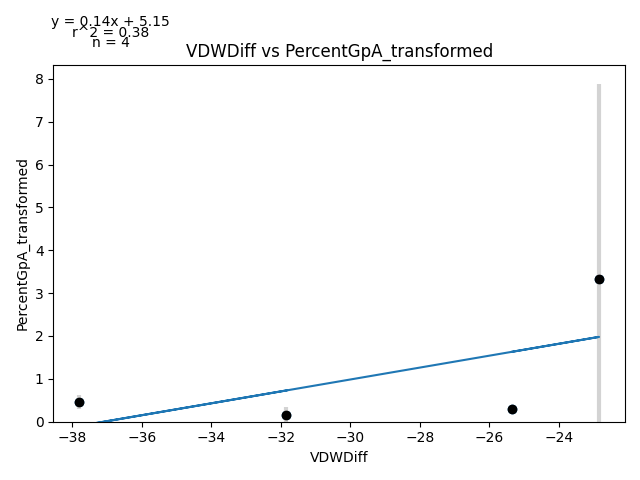 y = 0.14x + 5.15
r^2 = 0.38
n = 4
VDWDiff vs PercentGpA_transformed
PercentGpA_transformed
8
7
6
5
4
3
2
1
0
−38 −36 −34 −32 −30 −28 −26 −24
VDWDiff